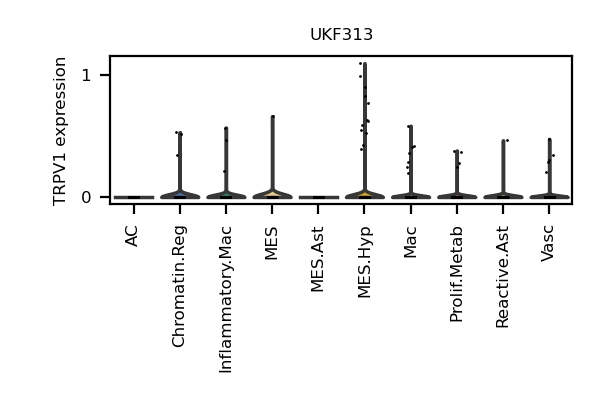 UKF313
TRPV1 expression
1
0
AC
Chromatin.Reg
Inflammatory.Mac
MES
MES.Ast
MES.Hyp
Mac
Prolif.Metab
Reactive.Ast
Vasc